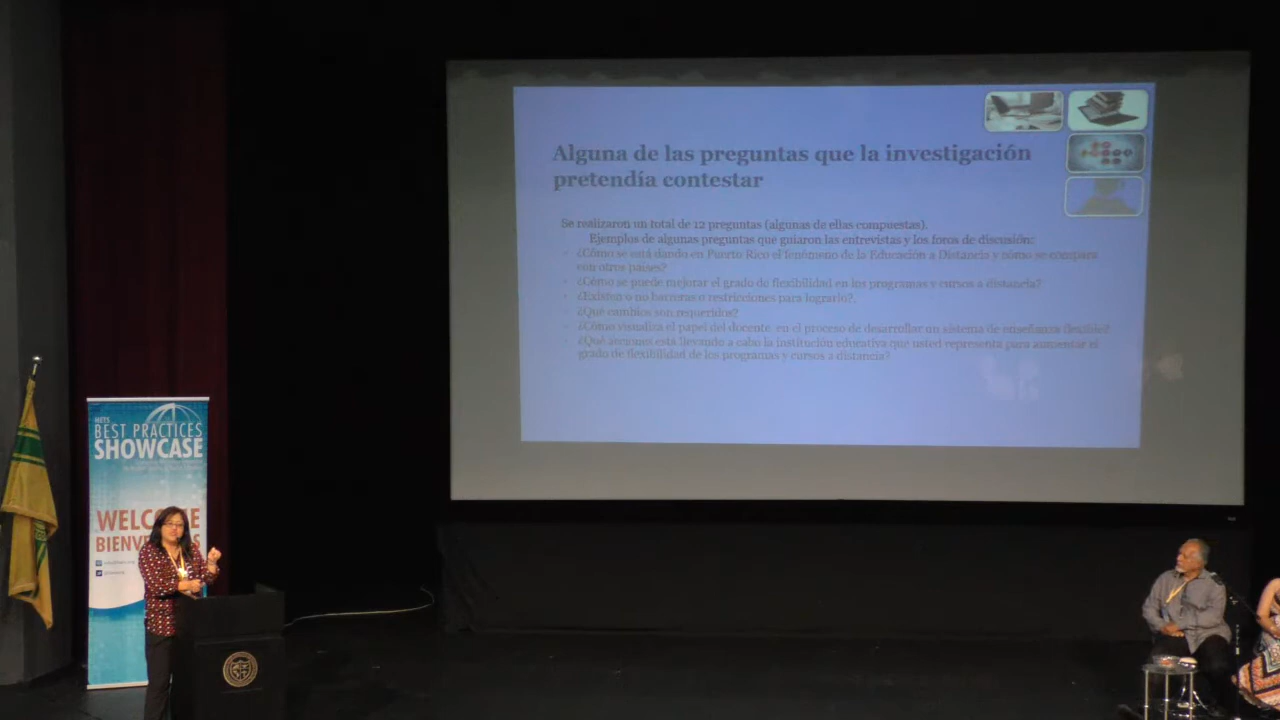 Alguna de las preguntas que la investigación
pretendía contestar
Se realizaron un total de 12 preguntas (algunas de ellas compuestas).
Ejemplos de algunas preguntas que guiaron las entrevistas y los foros de discusión:
¿Cómo se está dando en Puerto Rico el fenómeno de la Educación a Distancia y cómo se compara
con otros países?
¿Cómo se puede mejorar el grado de flexibilidad en los programas y cursos a distancia?
¿Existen o no barreras o restricciones para lograrlo?.
¿Qué cambios son requeridos?
¿Cómo visualiza el papel del docente en el proceso de desarrollar un sistema de enseñanza flexible?
¿Qué acciones está llevando a cabo la institución educativa que usted representa para aumentar el
grado de flexibilidad de los programas y cursos a distancia?
HETS
BEST PRACTICES
SHOWCASE